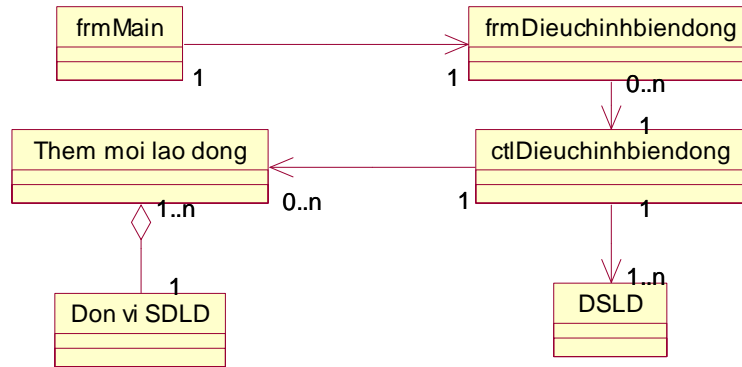 frmMain
frmDieuchinhbiendong
1
1
0..n
1
Them moi lao dong
ctlDieuchinhbiendong
1..n
0..n
1
1
1
1..n
Don vi SDLD
DSLD